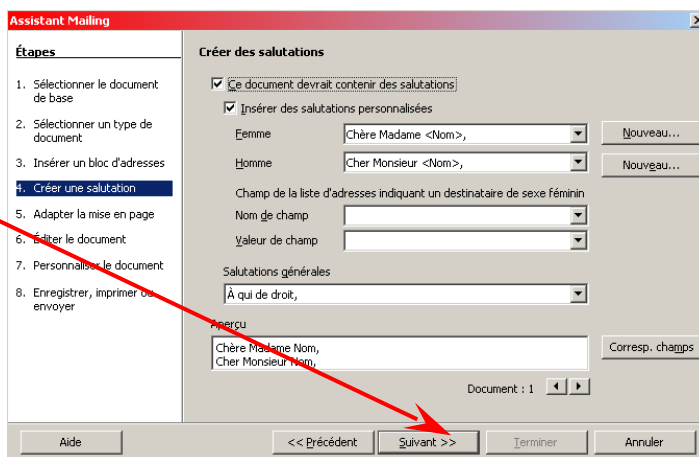 Assistant Mailing
Étapes
1. Sélectionner le document
de base
2. Sélectionner un type de
document
3. Insérer un bloc d'adresses
4. Créer une salutation
5. Adapter la mise en page
6. Éditer le document
7. Personnaliser le document
8. Enregistrer, imprimer ou
envoyer
Créer des salutations
Ce document devrait contenir des salutations
Insérer des salutations personnalisées
Femme
Chère Madame <Nom>,
Nouveau...
Homme
Cher Monsieur <Nom>,
Nouveau...
Champ de la liste d'adresses indiquant un destinataire de sexe féminin
Nom de champ
Valeur de champ
Salutations générales
À qui de droit,
Aperçu
Chère Madame Nom,
Cher Monsieur Nom,
Corresp. champs
Document : 1
Aide
<< Précédent
Suivant >>
Terminer
Annuler